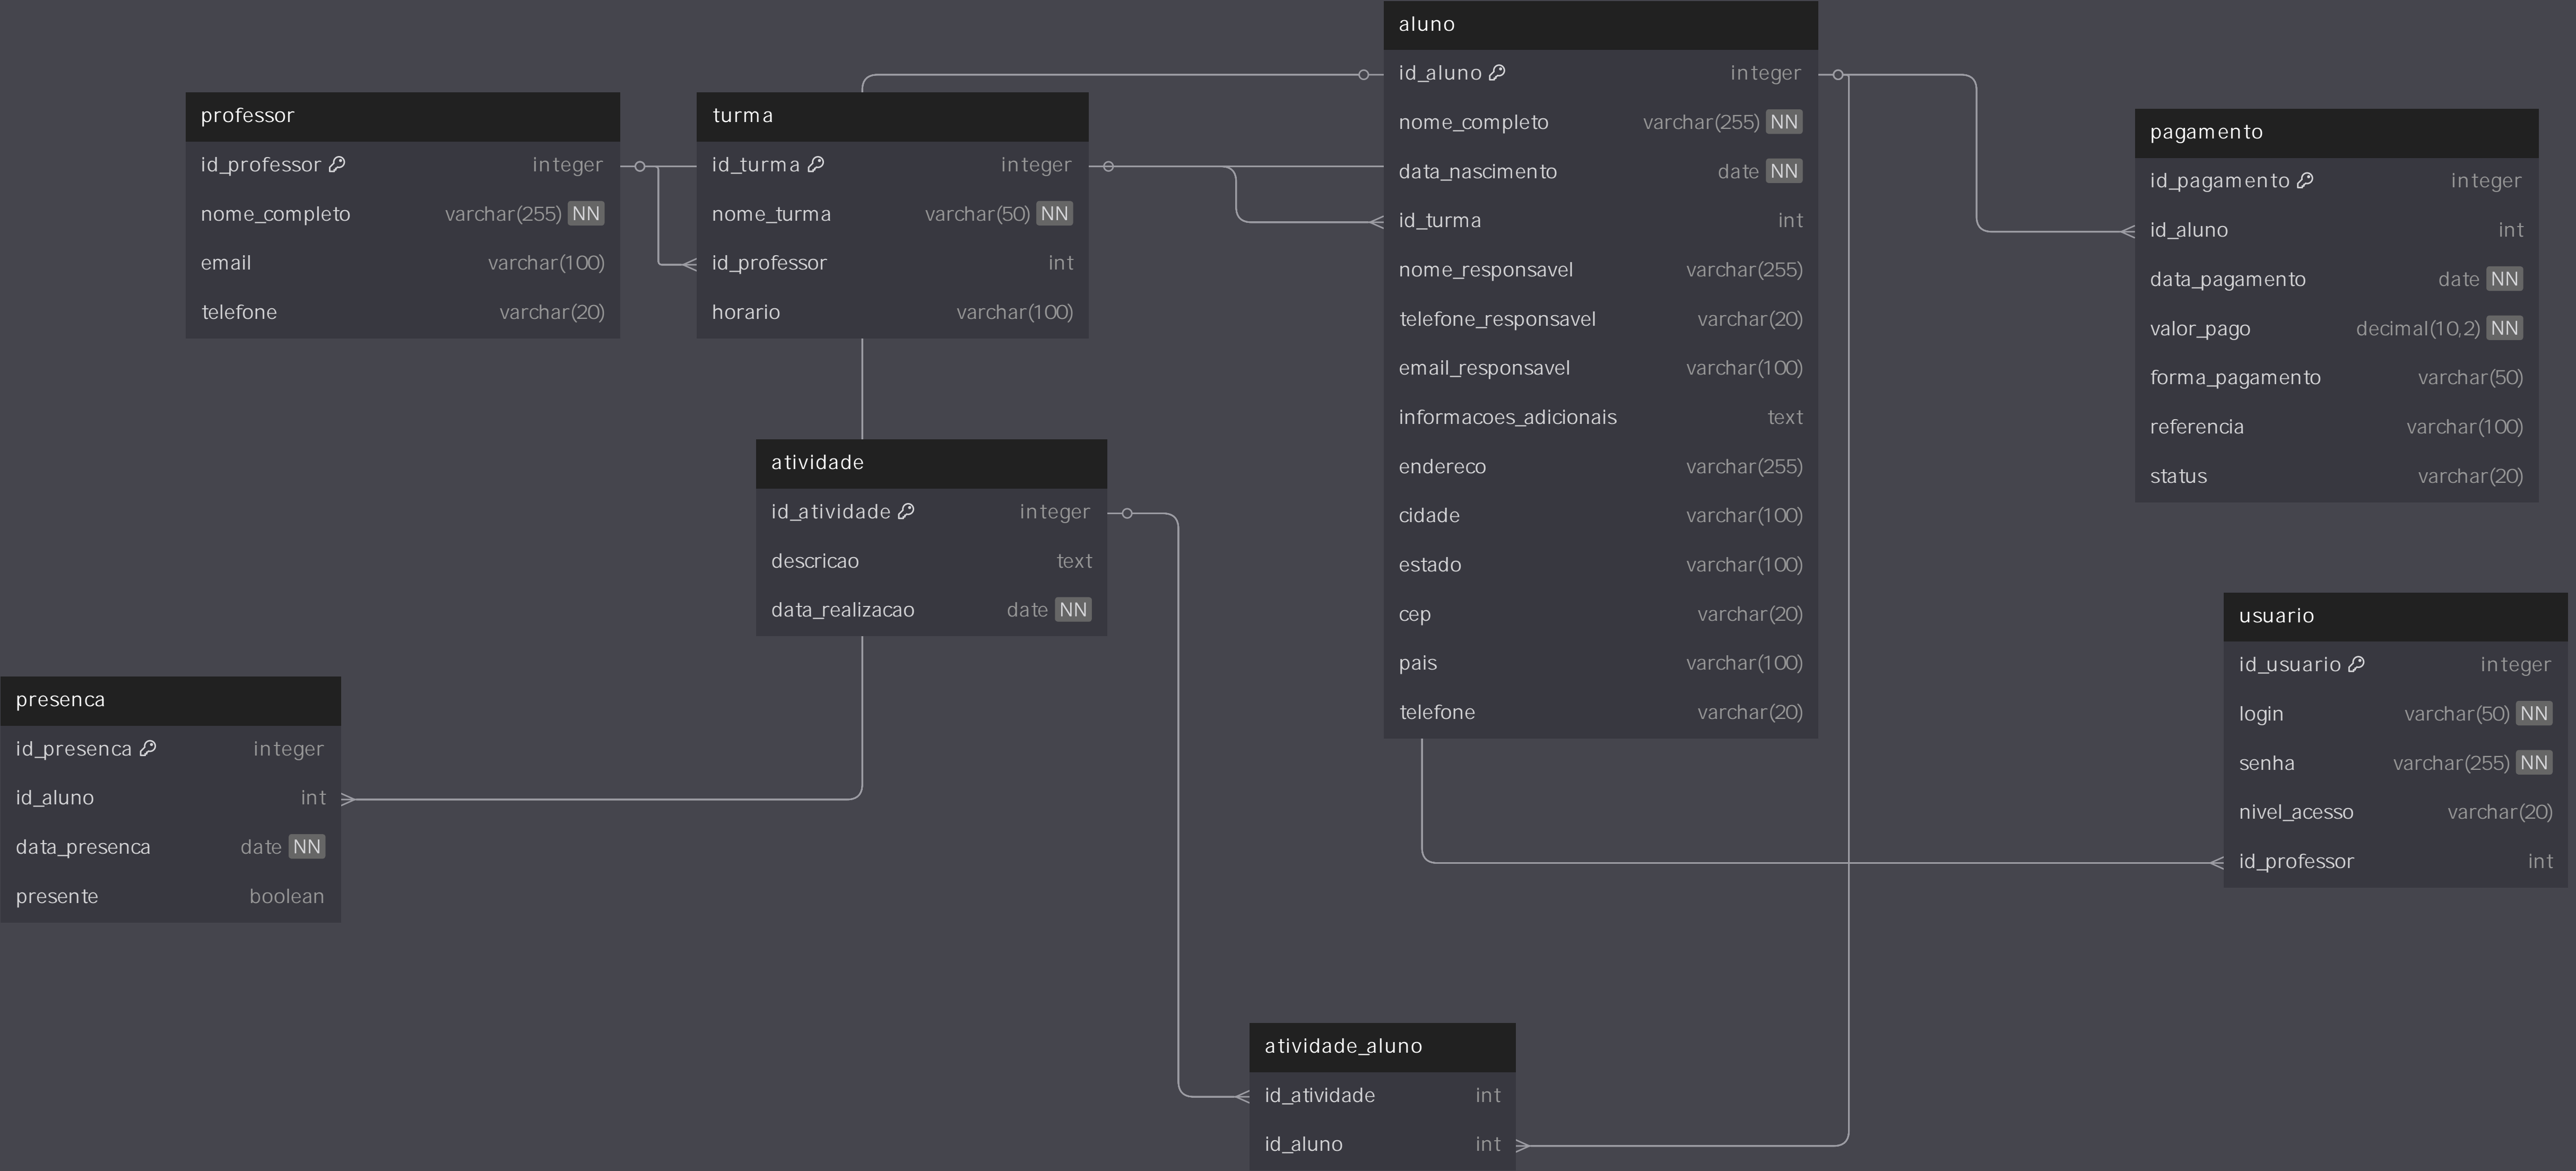 professor
id_professor integer
nome_completo varchar(255) NN
email varchar(100)
telefone varchar(20)
turma
id_turma integer
nome_turma varchar(50) NN
id_professor int
horario varchar(100)
aluno
id_aluno integer
nome_completo varchar(255) NN
data_nascimento date NN
id_turma int
nome_responsavel varchar(255)
telefone_responsavel varchar(20)
email_responsavel varchar(100)
informacoes_adicionais text
endereco varchar(255)
cidade varchar(100)
estado varchar(100)
cep varchar(20)
pais varchar(100)
telefone varchar(20)
pagamento
id_pagamento integer
id_aluno int
data_pagamento date NN
valor_pago decimal(10,2) NN
forma_pagamento varchar(50)
referencia varchar(100)
status varchar(20)
atividade
id_atividade integer
descricao text
data_realizacao date NN
usuario
id_usuario integer
login varchar(50) NN
senha varchar(255) NN
nivel_acesso varchar(20)
id_professor int
presenca
id_presenca integer
id_aluno int
data_presenca date NN
presente boolean
atividade_aluno
id_atividade int
id_aluno int